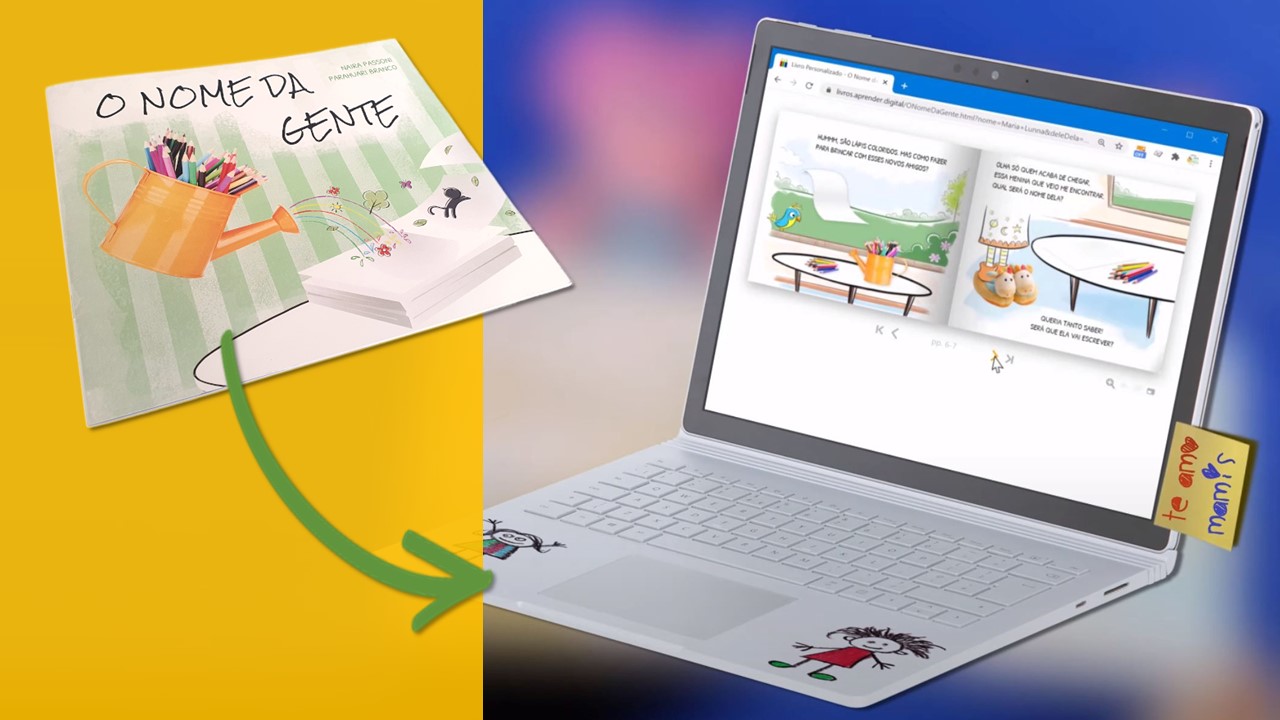 NAIRA PASSONI
PARAHUARI BRANCO
O NOME DA
GENTE
Livro Personalizado - O Nome d
livros.aprender.digital/ONomeDaGente.html?nome=Maria+Lunna&deleDela=...
HUMMM, SÃO LÁPIS COLORIDOS. MAS COMO FAZER
PARA BRINCAR COM ESSES NOVOS AMIGOS?
OLHA SÓ QUEM ACABA DE CHEGAR,
ESSA MENINA QUE VEIO ME ENCONTRAR.
QUAL SERÁ O NOME DELA?
QUERIA TANTO SABER!
SERÁ QUE ELA VAI ESCREVER?
pp. 6-7
te amo
mamis